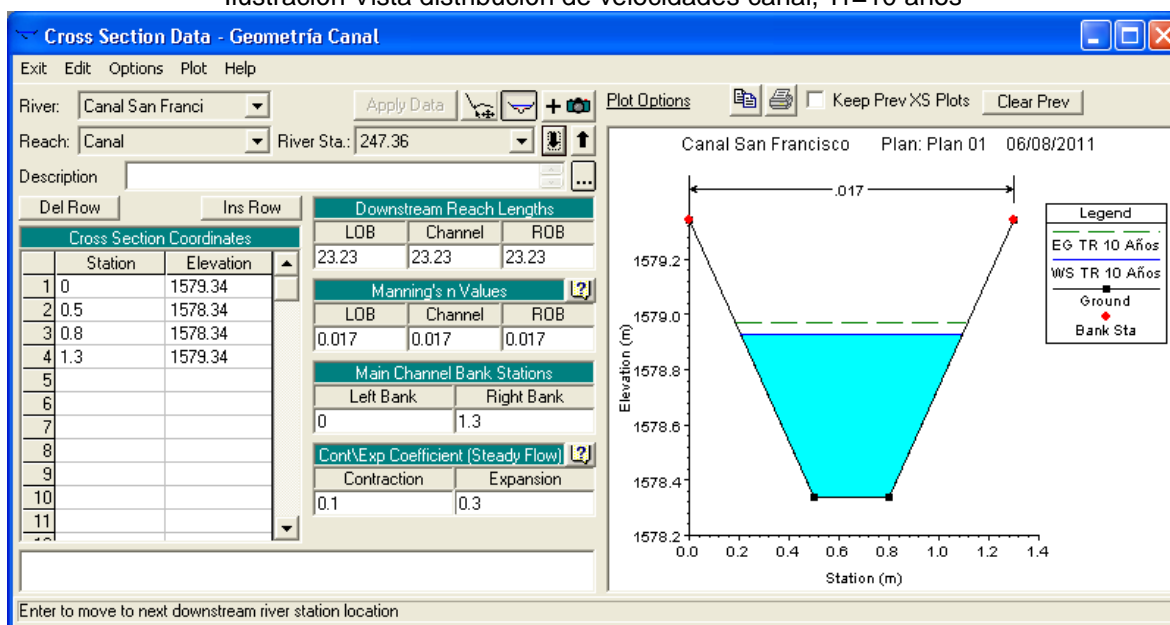 Ilustración Vista distribución de velocidades canal, Tr=10 años
Cross Section Data - Geometría Canal
Exit Edit Options Plot Help
River: Canal San Franci Apply Data Plot Options Keep Prev XS Plots Clear Prev
Reach: Canal River Sta.: 247.36
Description ...
Del Row Ins Row
Cross Section Coordinates
Station Elevation
1 0 1579.34
2 0.5 1578.34
3 0.8 1578.34
4 1.3 1579.34
5
6
7
8
9
10
11
Downstream Reach Lengths
LOB Channel ROB
23.23 23.23 23.23
Manning's n Values
LOB Channel ROB
0.017 0.017 0.017
Main Channel Bank Stations
Left Bank Right Bank
0 1.3
Cont\Exp Coefficient (Steady Flow)
Contraction Expansion
0.1 0.3
Canal San Francisco Plan: Plan 01 06/08/2011
.017
1579.2
1579.0
1578.8
1578.6
1578.4
1578.2
Elevation (m)
0.0 0.2 0.4 0.6 0.8 1.0 1.2 1.4
Station (m)
Legend
EG TR 10 Años
WS TR 10 Años
Ground
Bank Sta
Enter to move to next downstream river station location